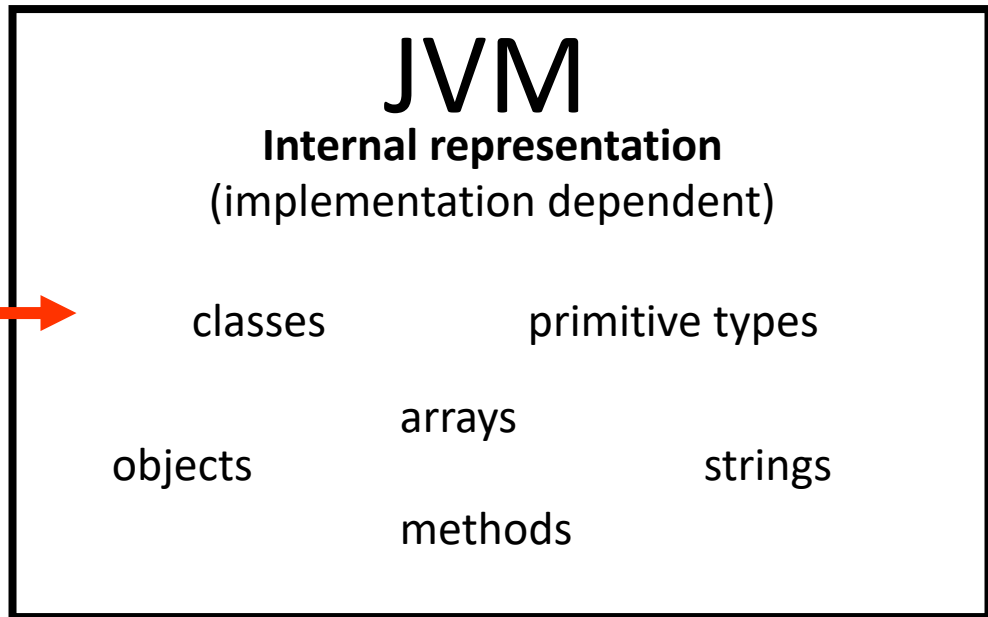 JVM
Internal representation
(implementation dependent)
classes primitive types
arrays
objects strings
methods